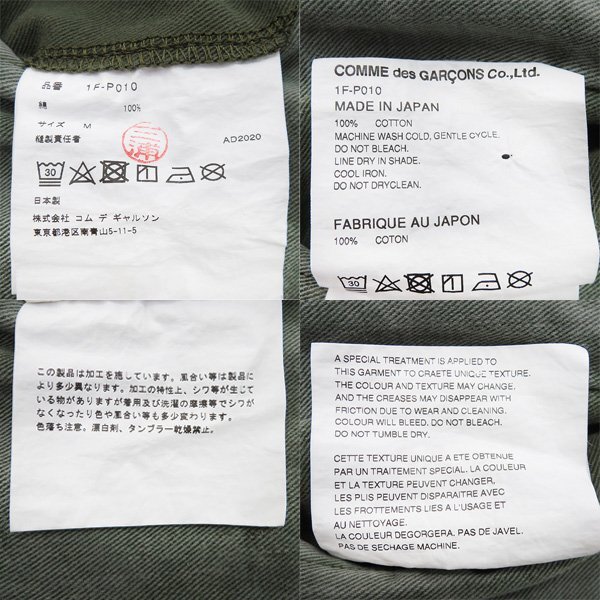 品番 1F-P010
綿 100%
サイズ M
縫製責任者 三浦 AD2020
30
日本製
株式会社 コム デ ギャルソン
東京都港区南青山5-11-5
COMME des GARÇONS Co.,Ltd.
1F-P010
MADE IN JAPAN
100% COTTON
MACHINE WASH COLD, GENTLE CYCLE.
DO NOT BLEACH.
LINE DRY IN SHADE.
COOL IRON.
DO NOT DRYCLEAN.
FABRIQUE AU JAPON
100% COTON
30
この製品は加工を施しています。風合い等は製品に
より多少異なります。加工の特性上、シワ等が生じて
いる物がありますが着用及び洗濯の摩擦等でシワが
なくなったり色や風合い等も多少変わります。
色落ち注意。漂白剤、タンブラー乾燥禁止。
A SPECIAL TREATMENT IS APPLIED TO
THIS GARMENT TO CRAETE UNIQUE TEXTURE.
THE COLOUR AND TEXTURE MAY CHANGE,
AND THE CREASES MAY DISAPPEAR WITH
FRICTION DUE TO WEAR AND CLEANING.
COLOUR WILL BLEED. DO NOT BLEACH.
DO NOT TUMBLE DRY.
CETTE TEXTURE UNIQUE A ETE OBTENUE
PAR UN TRAITEMENT SPECIAL. LA COULEUR
ET LA TEXTURE PEUVENT CHANGER,
LES PLIS PEUVENT DISPARAITRE AVEC
LES FROTTEMENTS LIES A L'USAGE ET
AU NETTOYAGE.
LA COULEUR DEGORGERA. PAS DE JAVEL.
PAS DE SECHAGE MACHINE.